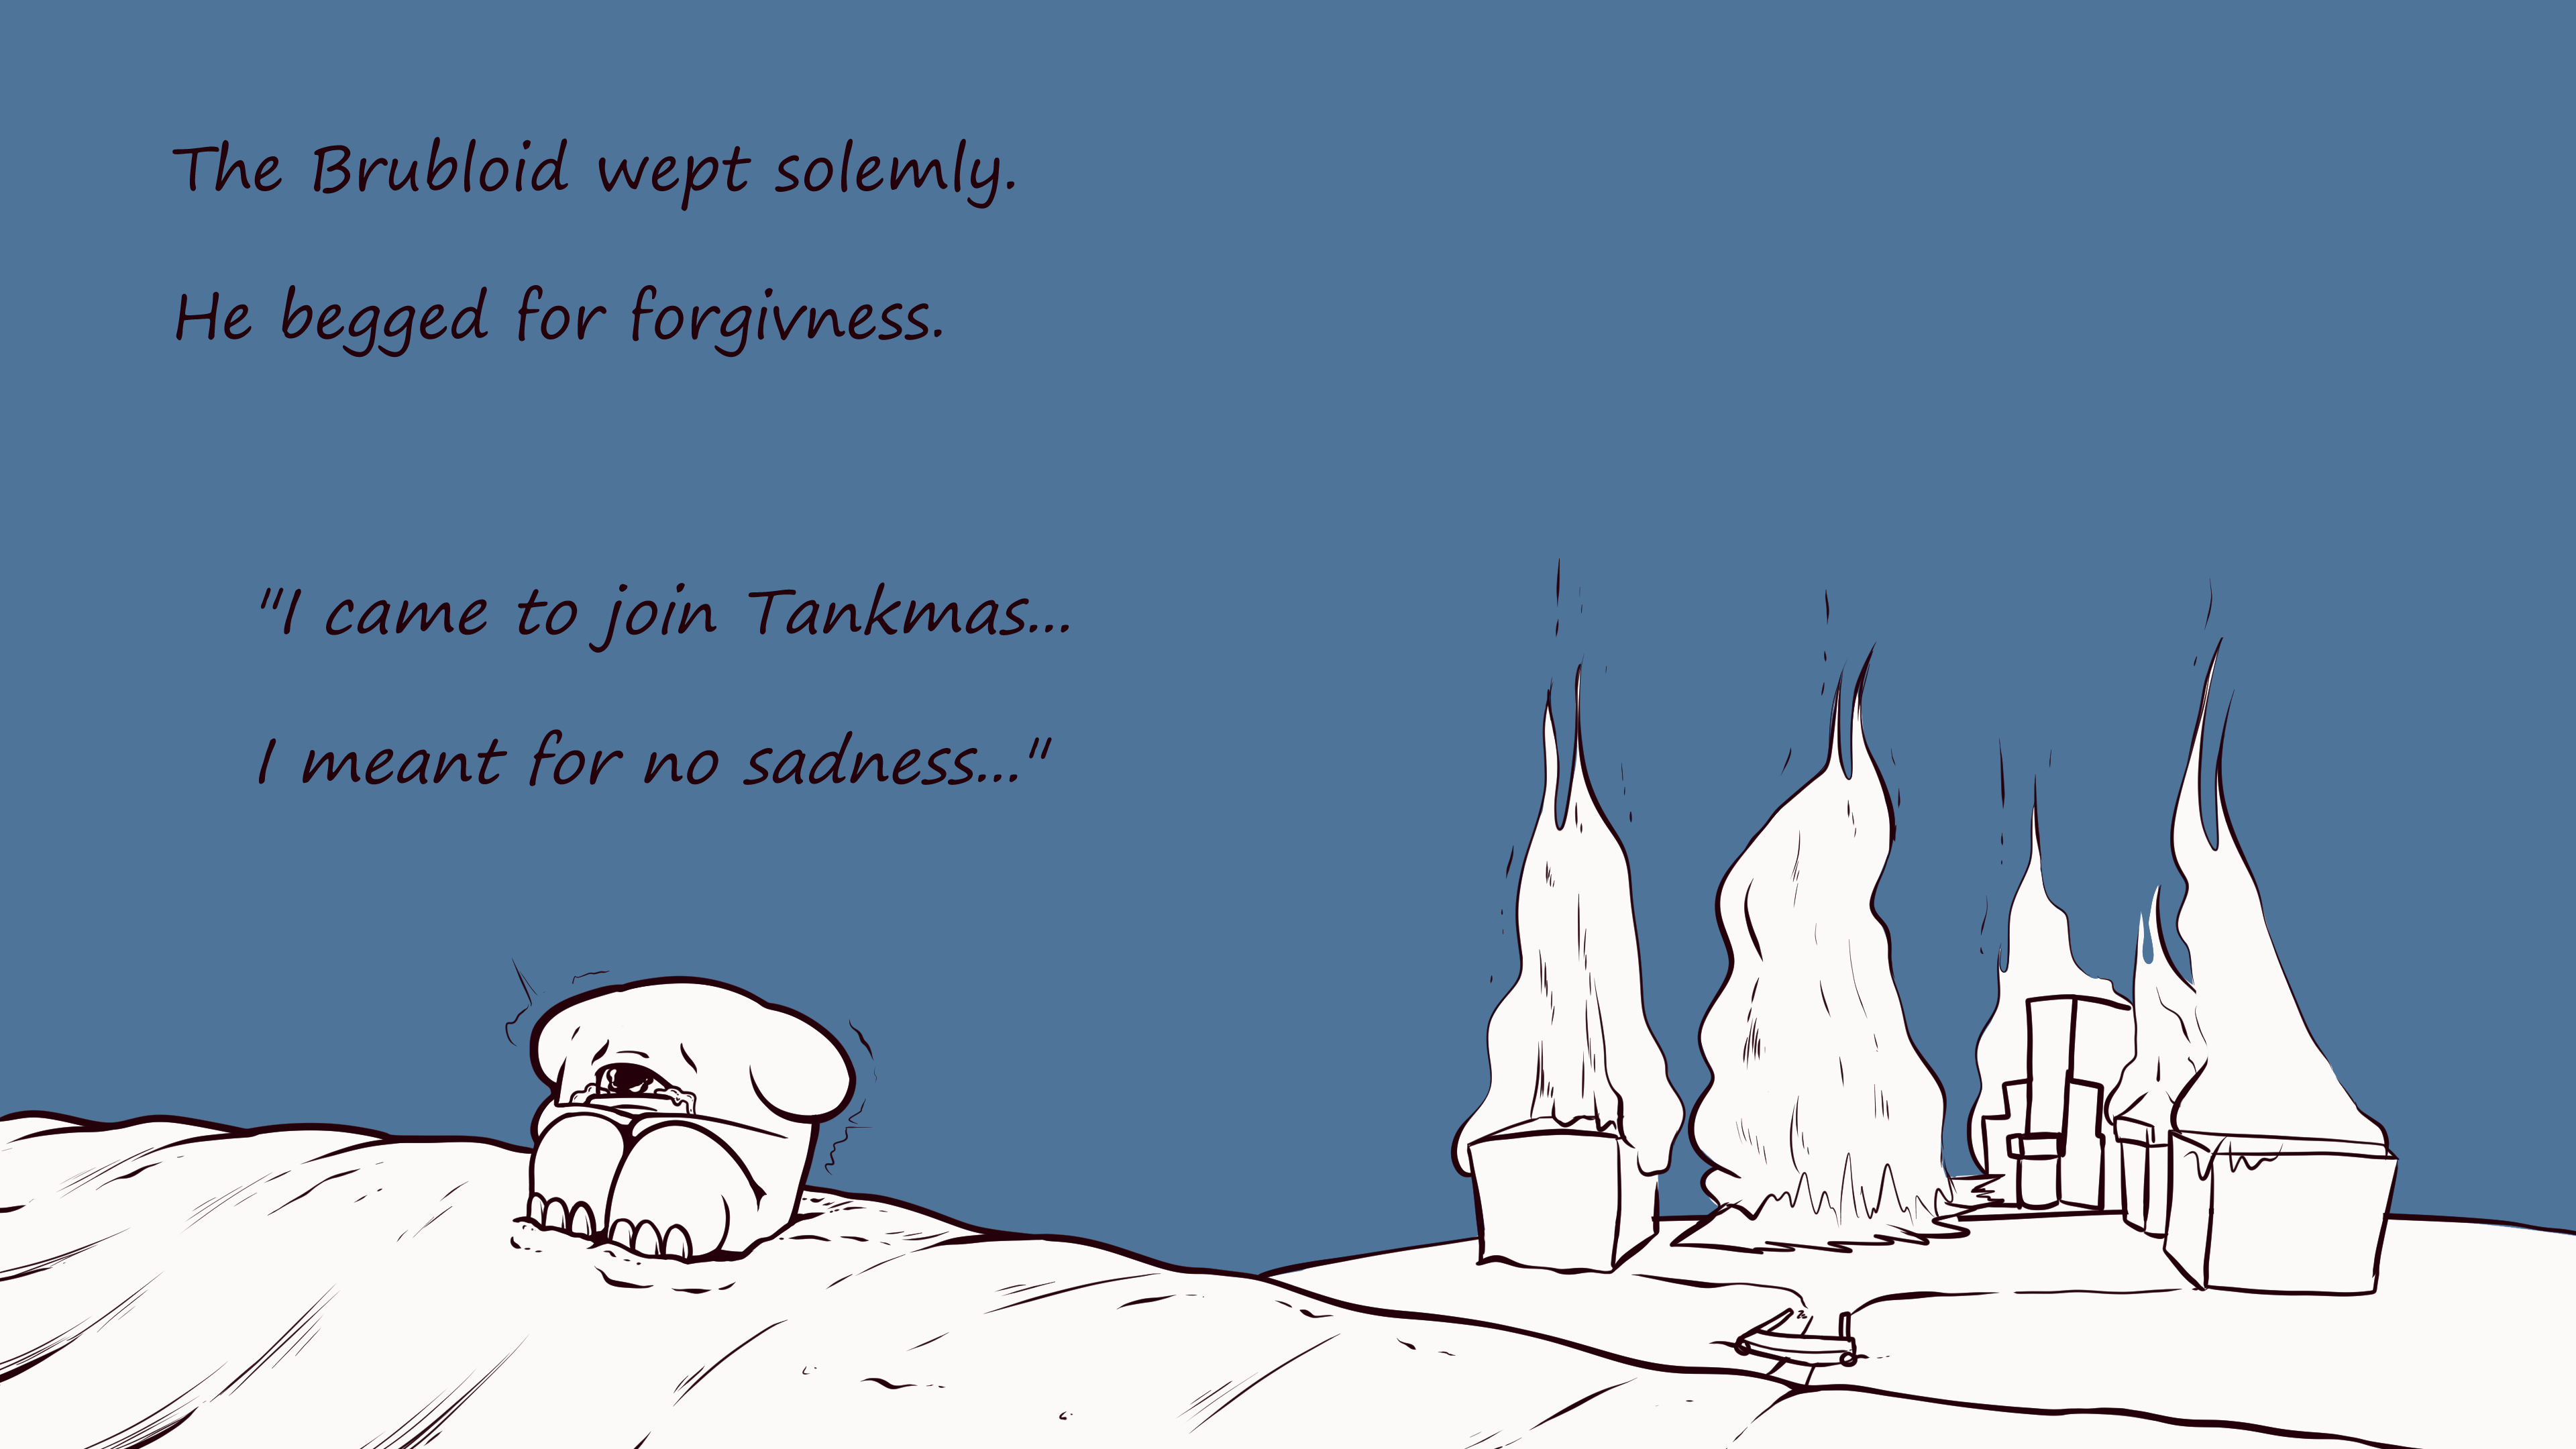 The Brubloid wept solemly.
He begged for forgivness.
"I came to join Tankmas...
I meant for no sadness..."